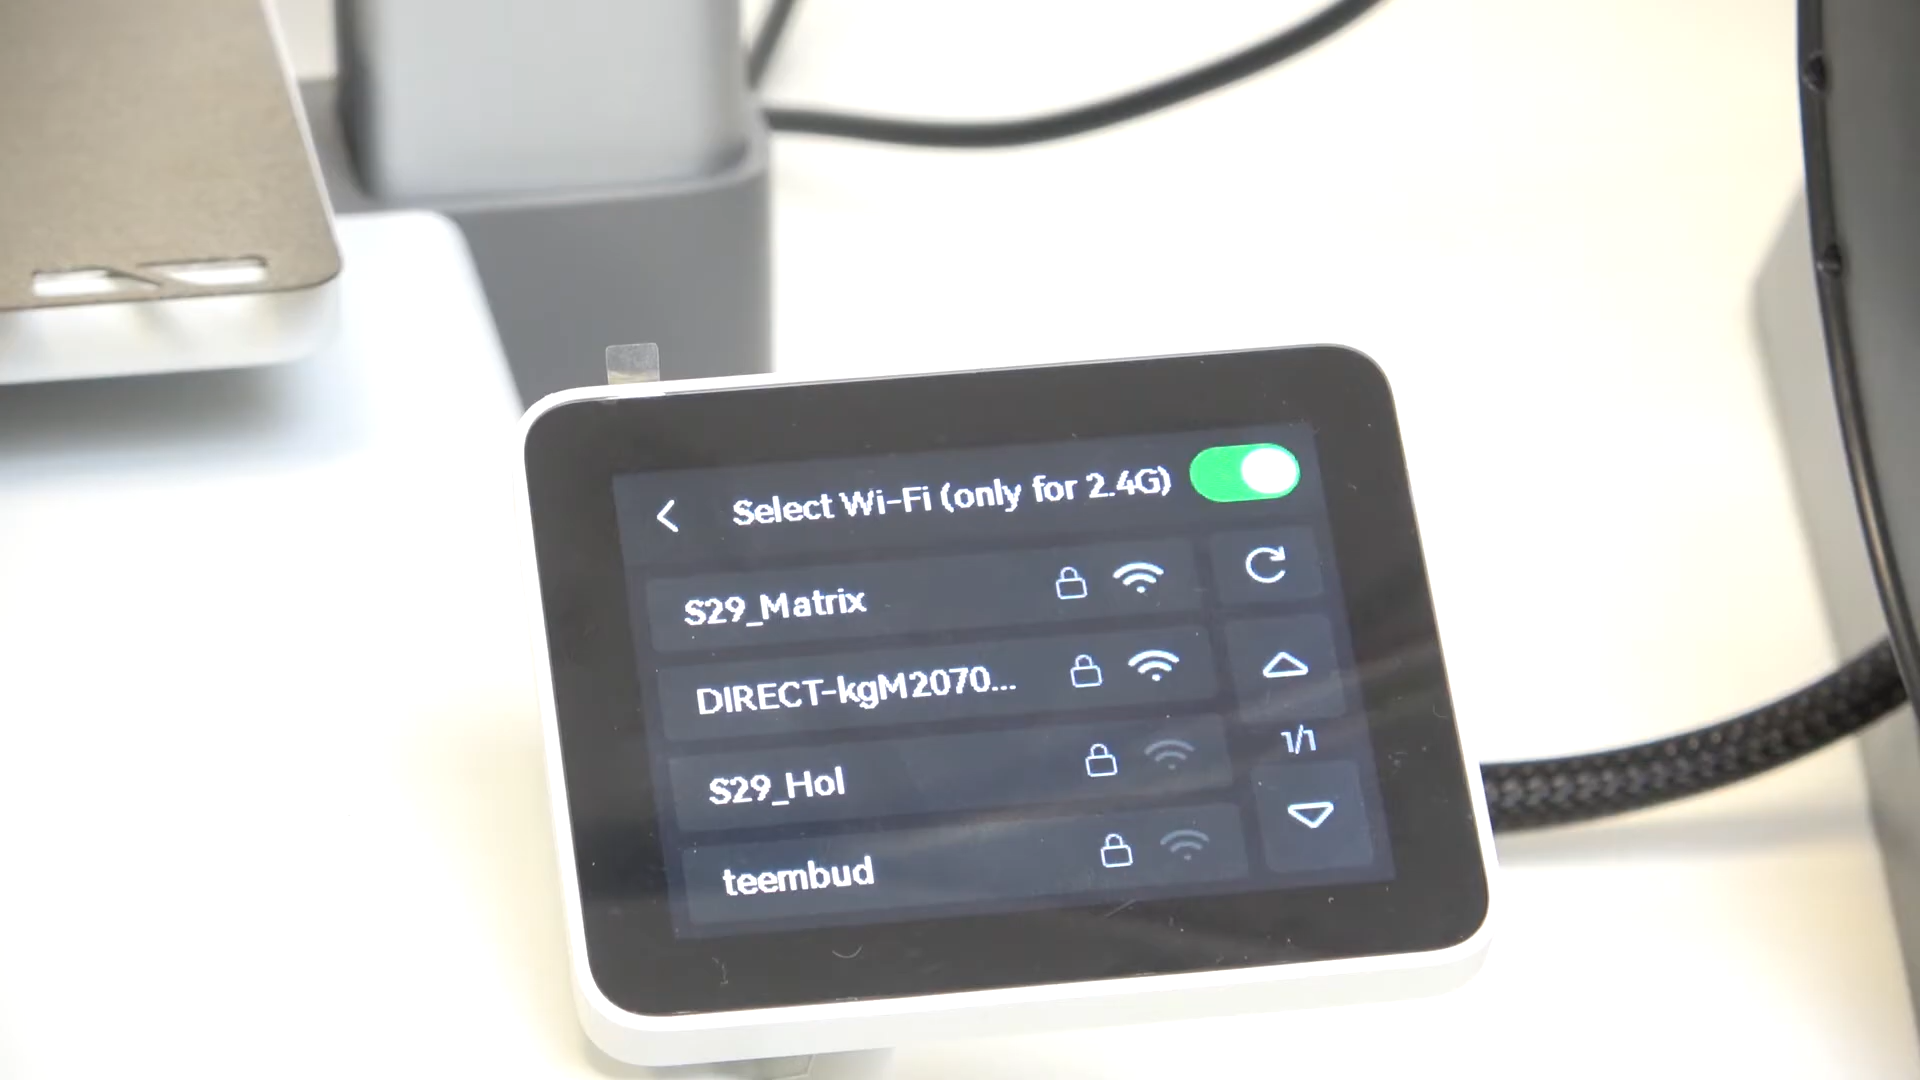 Select Wi-Fi (only for 2.4G)
S29_Matrix
DIRECT-kgM2070...
S29_Hol
1/1
teembud